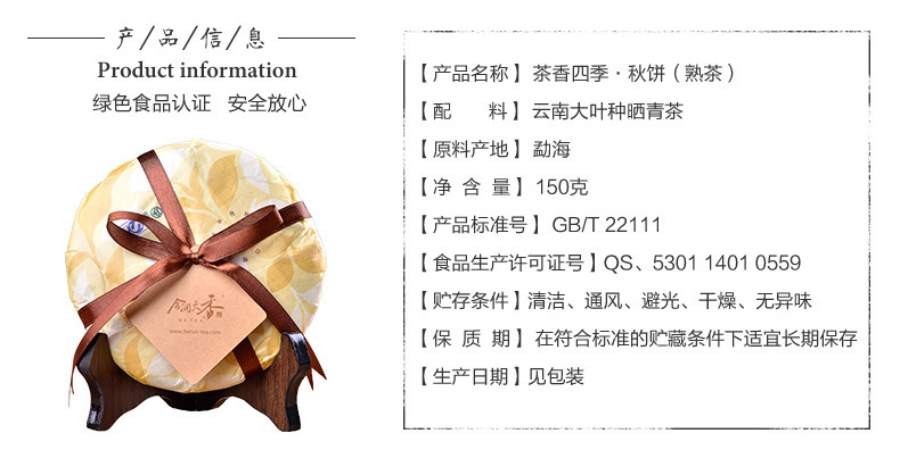 产/品/信/息
Product information
绿色食品认证 安全放心
香
【产品名称】茶香四季·秋饼(熟茶)
【配 料】云南大叶种晒青茶
【原料产地】勐海
【净 含 量】150克
【产品标准号】GB/T 22111
【食品生产许可证号】QS、5301 1401 0559
【贮存条件】清洁、通风、避光、干燥、无异味
【保 质 期】在符合标准的贮藏条件下适宜长期保存
【生产日期】见包装